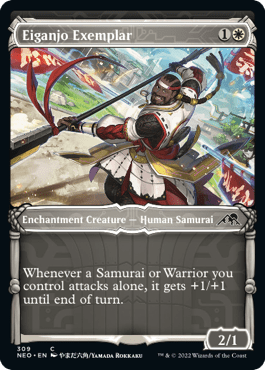 Eiganjo Exemplar 1
Enchantment Creature — Human Samurai
Whenever a Samurai or Warrior you
control attacks alone, it gets +1/+1
until end of turn.
2/1
309 C
NEO • EN やまだ六角/YAMADA ROKKAKU ™ & © 2022 Wizards of the Coast